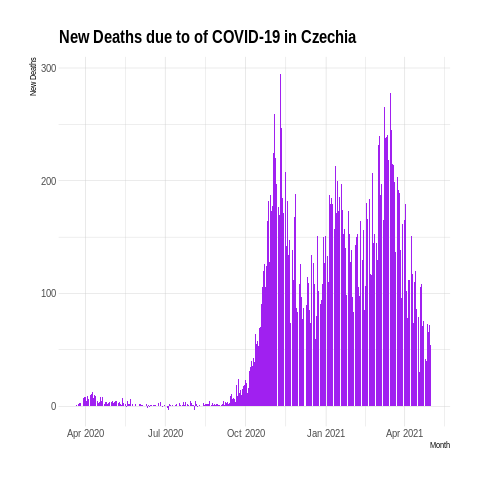 New Deaths due to of COVID-19 in Czechia
New Deaths
300
200
100
0
Apr 2020 Jul 2020 Oct 2020 Jan 2021 Apr 2021
Month